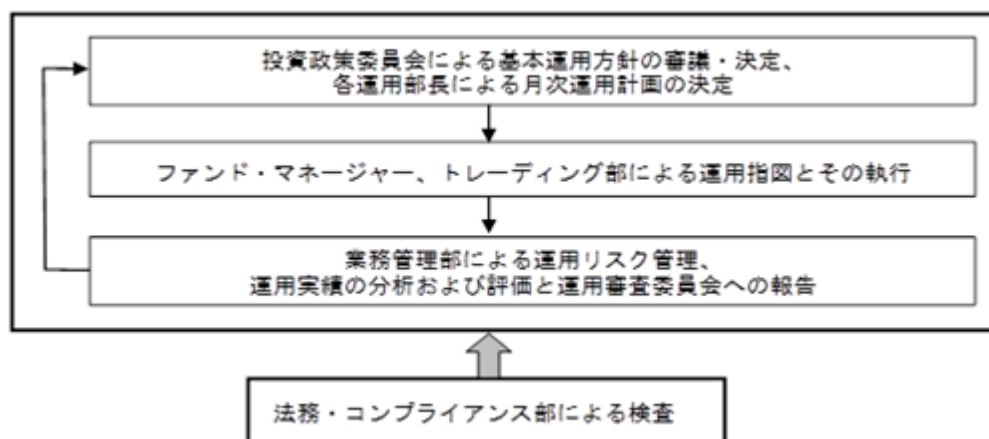 投資政策委員会による基本運用方針の審議・決定、
各運用部長による月次運用計画の決定
ファンド・マネージャー、トレーディング部による運用指図とその執行
業務管理部による運用リスク管理、
運用実績の分析および評価と運用審査委員会への報告
法務・コンプライアンス部による検査